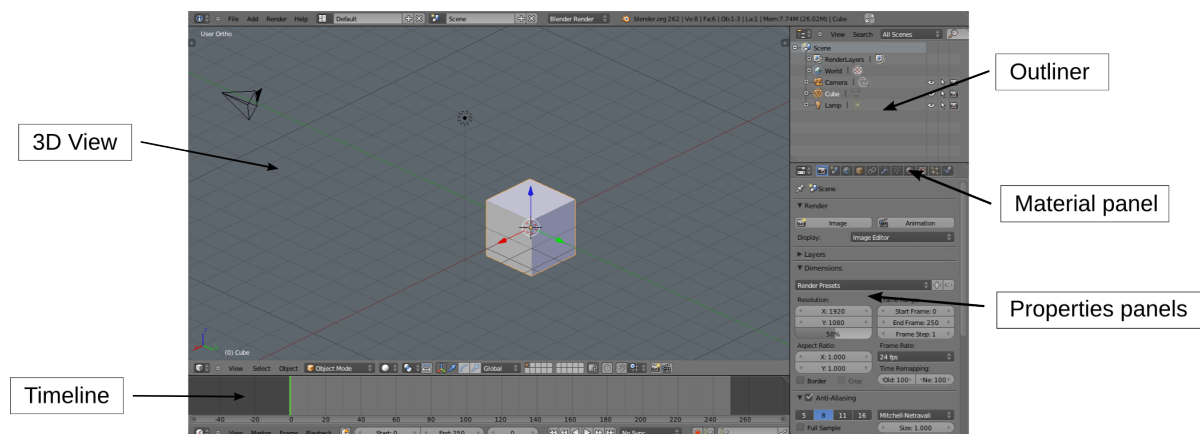 File Add Render Help Default Scene Blender Render blender.org 262 | Ve:8 | Fa:6 | Ob:1-3 | La:1 | Mem:7.74M (26.02M) | Cube
User Ortho
View Search All Scenes
Scene
RenderLayers
World
Camera
Cube
Lamp
Outliner
3D View
Material panel
Scene
Render
Image Animation
Display: Image Editor
Layers
Dimensions
Render Presets
Resolution:
X: 1920 Start Frame: 0
Y: 1080 End Frame: 250
50% Frame Step: 1
Properties panels
Aspect Ratio: Frame Rate:
X: 1.000 24 fps
Y: 1.000 Time Remapping:
Border Crop Old: 100 Ne: 100
(0) Cube
View Select Object Object Mode Global
Timeline
Anti-Aliasing
5 8 11 16 Mitchell-Netravali
Full Sample Size: 1.000
-40 -20 0 20 40 60 80 100 120 140 160 180 200 220 240 260
View Marker Frame Playback Start: 0 End: 250 0 No Sync